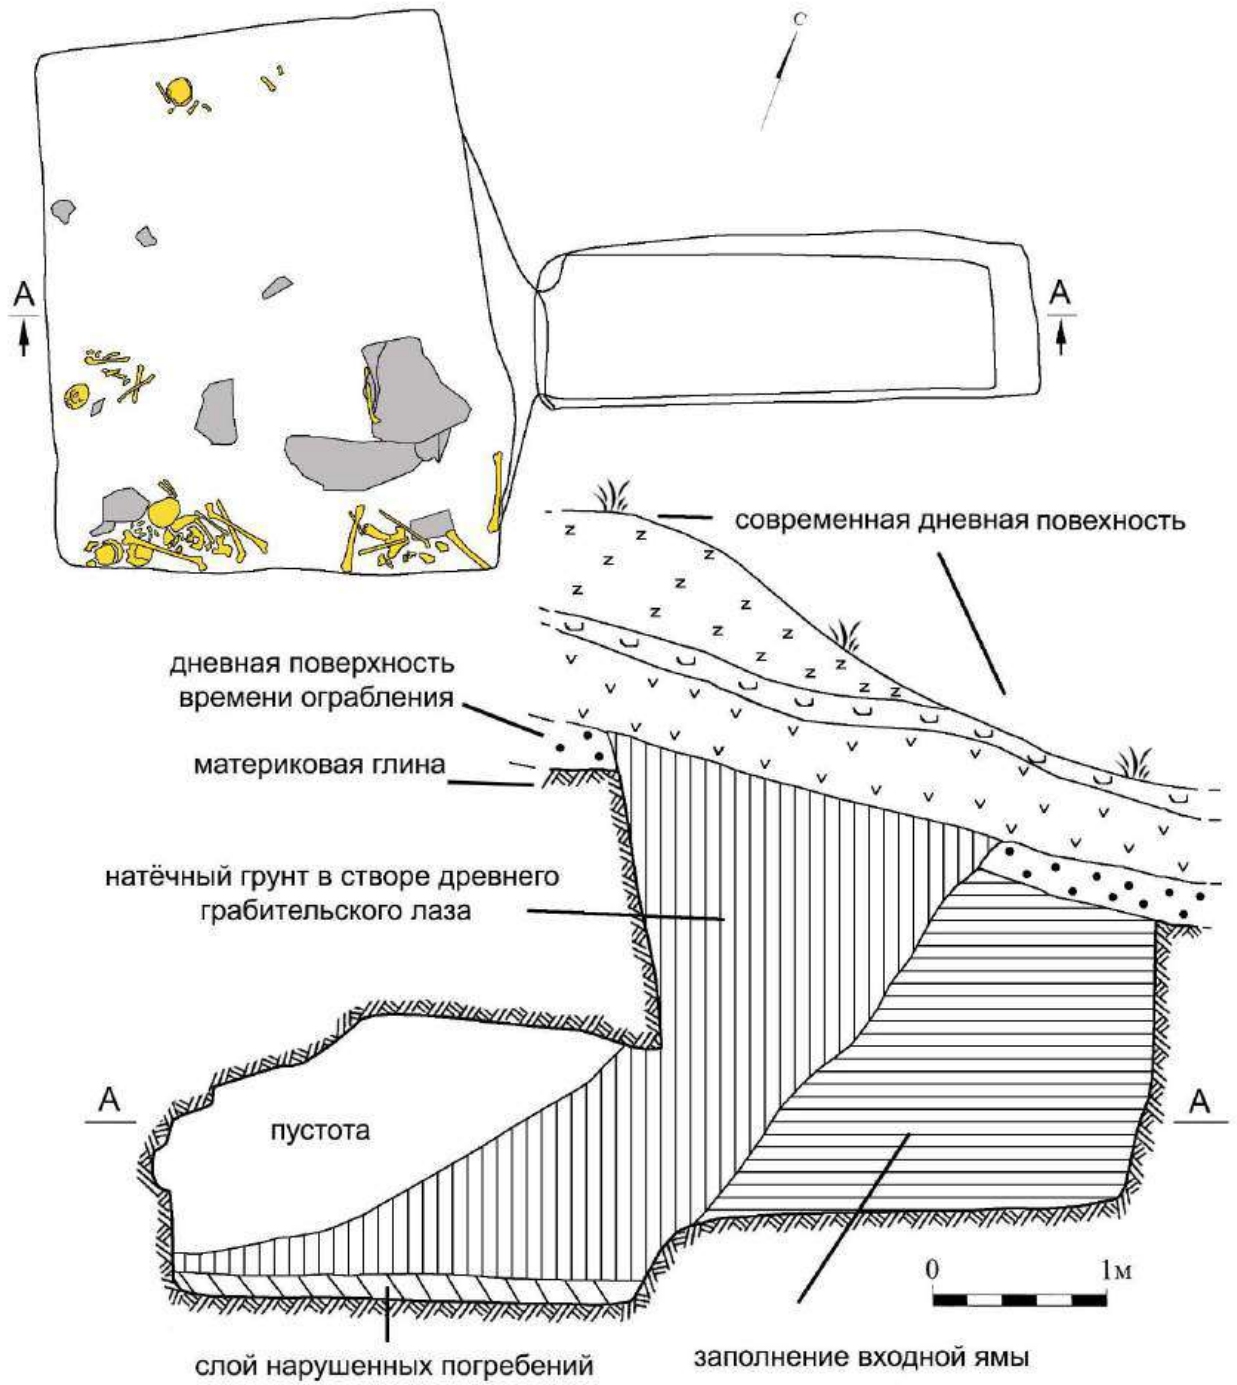 С
А
А
современная дневная повехность
дневная поверхность
времени ограбления
материковая глина
натёчный грунт в створе древнего
грабительского лаза
А
пустота
А
0 1м
слой нарушенных погребений
заполнение входной ямы